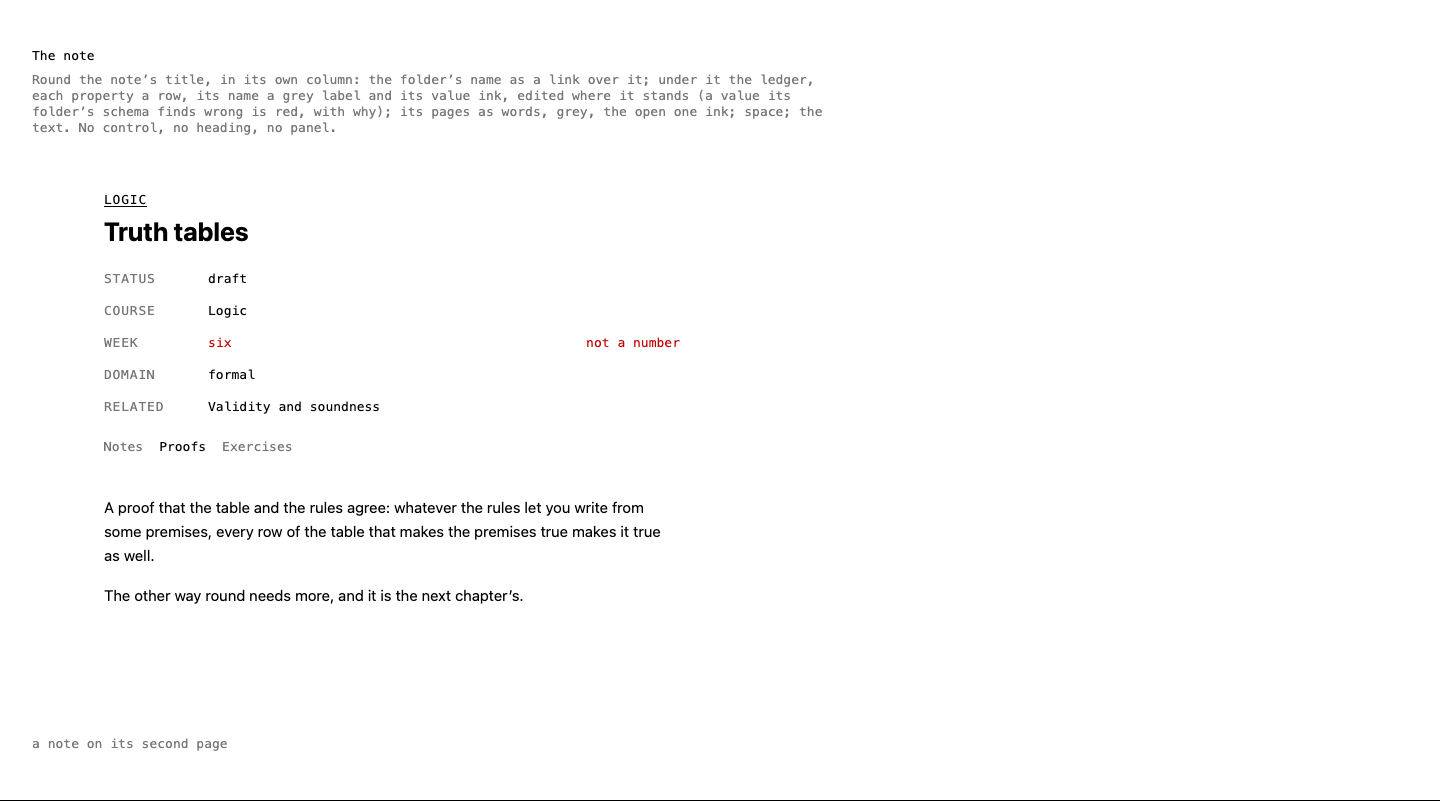 The note
Round the note’s title, in its own column: the folder’s name as a link over it; under it the ledger,
each property a row, its name a grey label and its value ink, edited where it stands (a value its
folder’s schema finds wrong is red, with why); its pages as words, grey, the open one ink; space; the
text. No control, no heading, no panel.
LOGIC
Truth tables
STATUS draft
COURSE Logic
WEEK six not a number
DOMAIN formal
RELATED Validity and soundness
Notes Proofs Exercises
A proof that the table and the rules agree: whatever the rules let you write from
some premises, every row of the table that makes the premises true makes it true
as well.
The other way round needs more, and it is the next chapter’s.
a note on its second page